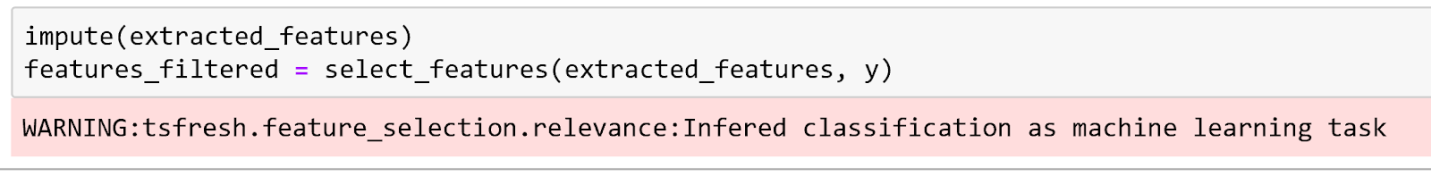 impute(extracted_features)
features_filtered = select_features(extracted_features, y)
WARNING:tsfresh.feature_selection.relevance:Infered classification as machine learning task